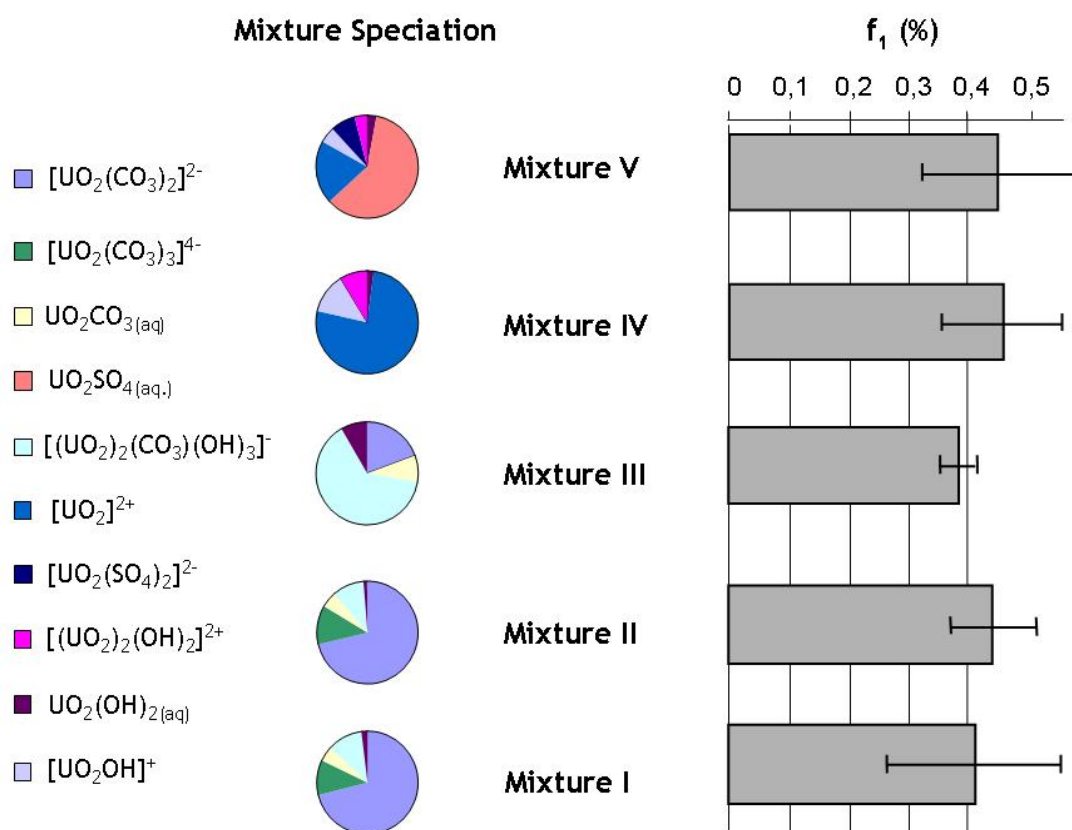 Mixture Speciation
f₁ (%)
0 0,1 0,2 0,3 0,4 0,5
[UO₂(CO₃)₂]²⁻
[UO₂(CO₃)₃]⁴⁻
UO₂CO₃(aq)
UO₂SO₄(aq.)
[(UO₂)₂(CO₃)(OH)₃]⁻
[UO₂]²⁺
[UO₂(SO₄)₂]²⁻
[(UO₂)₂(OH)₂]²⁺
UO₂(OH)₂(aq)
[UO₂OH]⁺
Mixture V
Mixture IV
Mixture III
Mixture II
Mixture I